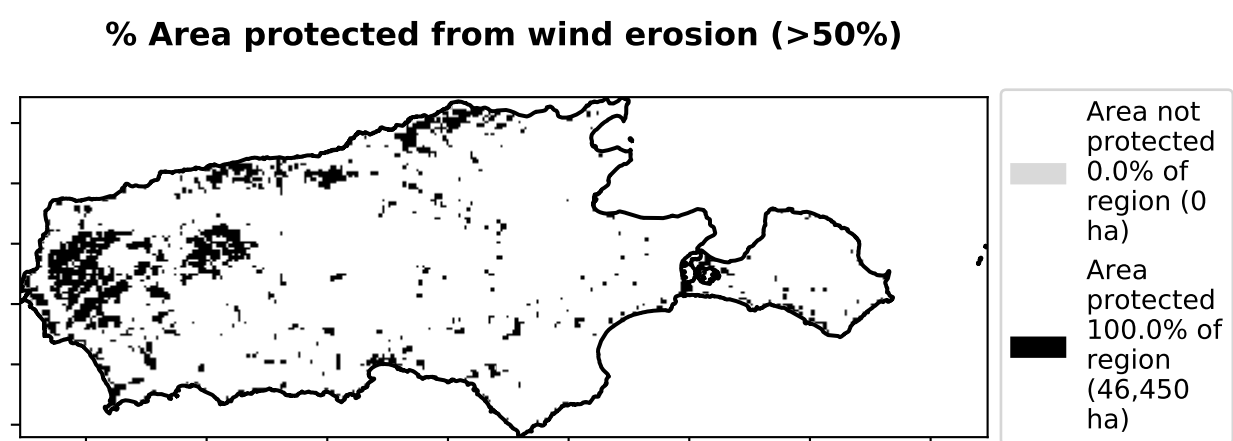 % Area protected from wind erosion (>50%)
Area not
protected
0.0% of
region (0
ha)
Area
protected
100.0% of
region
(46,450
ha)